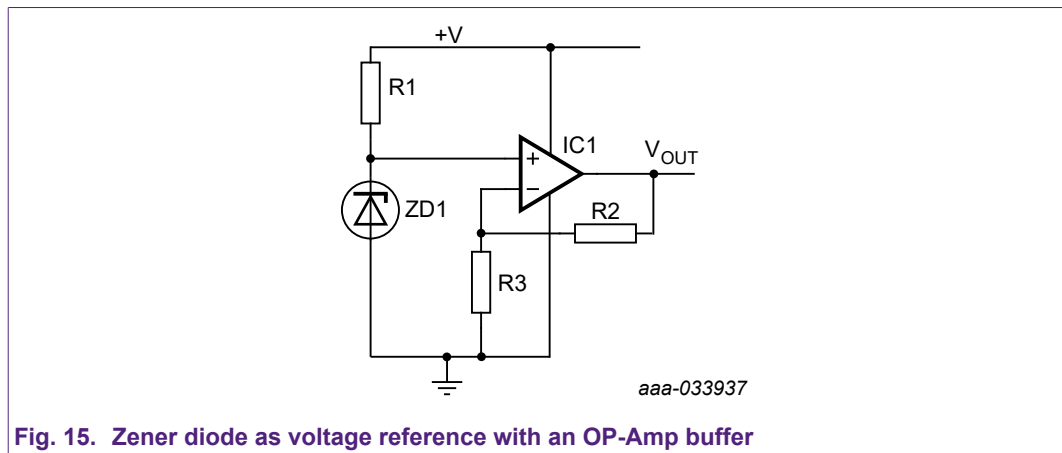 +V
R1
IC1
+
V_OUT
−
ZD1
R2
R3
aaa-033937
Fig. 15. Zener diode as voltage reference with an OP-Amp buffer